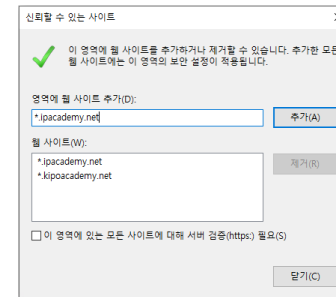 신뢰할 수 있는 사이트
이 영역에 웹 사이트를 추가하거나 제거할 수 있습니다. 추가한 모든
웹 사이트에는 이 영역의 보안 설정이 적용됩니다.
영역에 웹 사이트 추가(D):
*.ipacademy.net
추가(A)
웹 사이트(W):
*.ipacademy.net
*.kipoacademy.net
제거(R)
이 영역에 있는 모든 사이트에 대해 서버 검증(https:) 필요(S)
닫기(C)